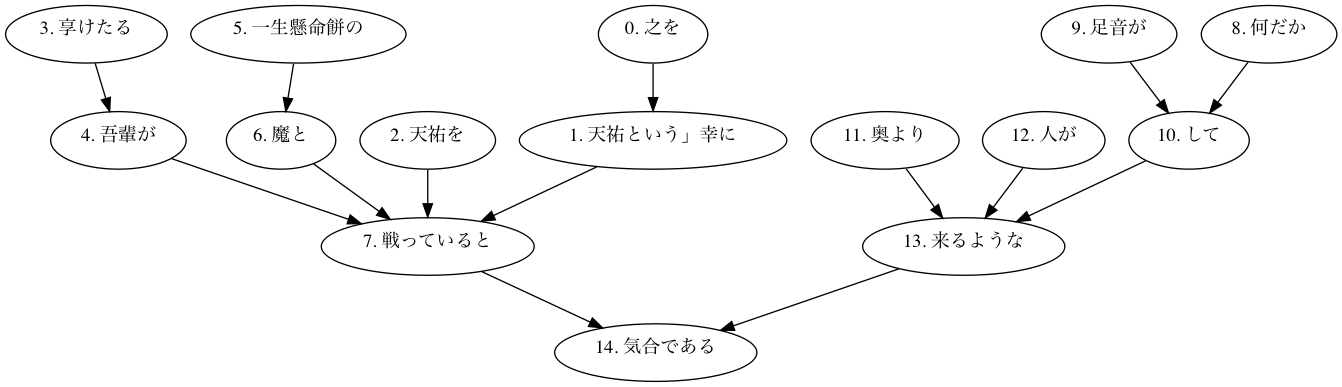 3. 享けたる
5. 一生懸命餅の
0. 之を
9. 足音が
8. 何だか
4. 吾輩が
6. 魔と
2. 天祐を
1. 天祐という」幸に
11. 奥より
12. 人が
10. して
7. 戦っていると
13. 来るような
14. 気合である